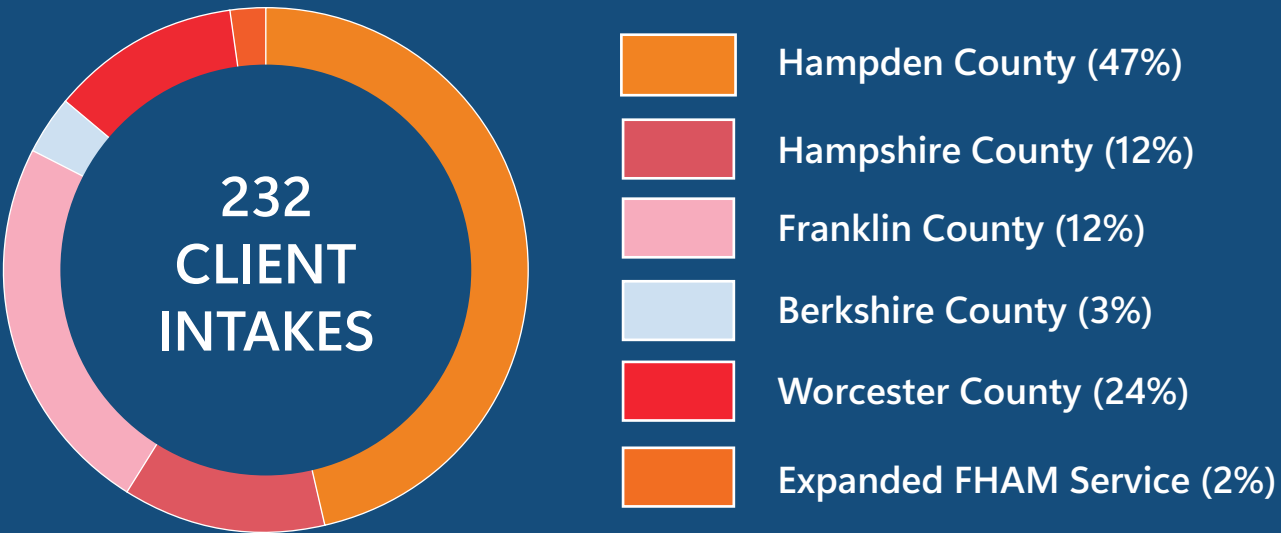 232
CLIENT
INTAKES
Hampden County (47%)
Hampshire County (12%)
Franklin County (12%)
Berkshire County (3%)
Worcester County (24%)
Expanded FHAM Service (2%)